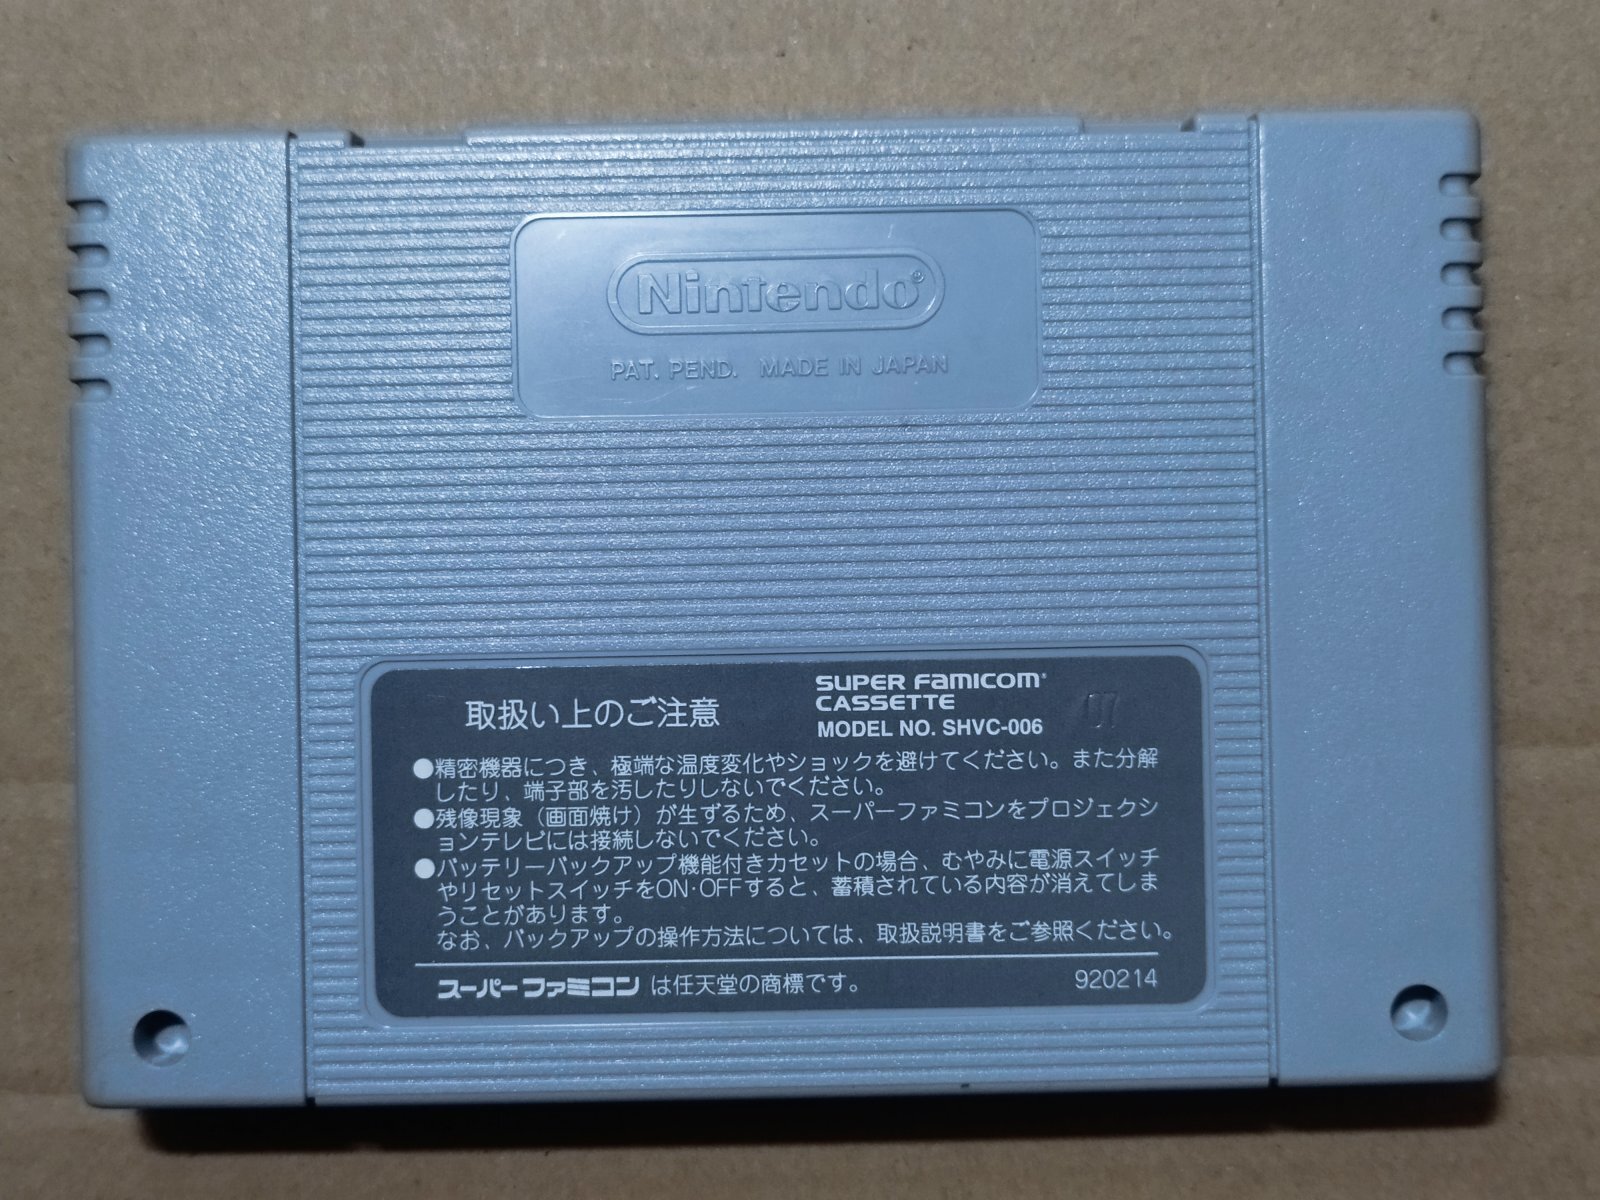 Nintendo®
PAT. PEND. MADE IN JAPAN
取扱い上のご注意
SUPER FAMICOM®
CASSETTE
MODEL NO. SHVC-006
07
●精密機器につき、極端な温度変化やショックを避けてください。また分解
したり、端子部を汚したりしないでください。
●残像現象（画面焼け）が生ずるため、スーパーファミコンをプロジェクシ
ョンテレビには接続しないでください。
●バッテリーバックアップ機能付きカセットの場合、むやみに電源スイッチ
やリセットスイッチをON・OFFすると、蓄積されている内容が消えてしま
うことがあります。
なお、バックアップの操作方法については、取扱説明書をご参照ください。
スーパーファミコン は任天堂の商標です。
920214